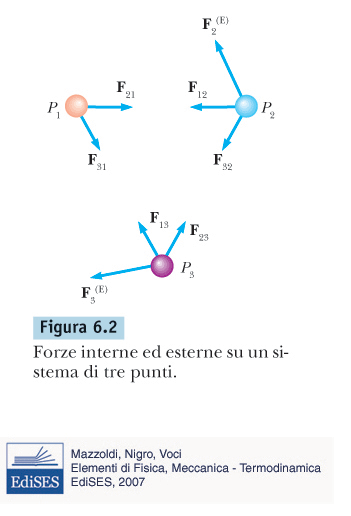 F₂⁽ᴱ⁾
F₂₁
F₁₂
P₁
P₂
F₃₁
F₃₂
F₁₃
F₂₃
P₃
F₃⁽ᴱ⁾
Figura 6.2
Forze interne ed esterne su un si-
stema di tre punti.
Mazzoldi, Nigro, Voci
Elementi di Fisica, Meccanica - Termodinamica
EdiSES, 2007
EdiSES